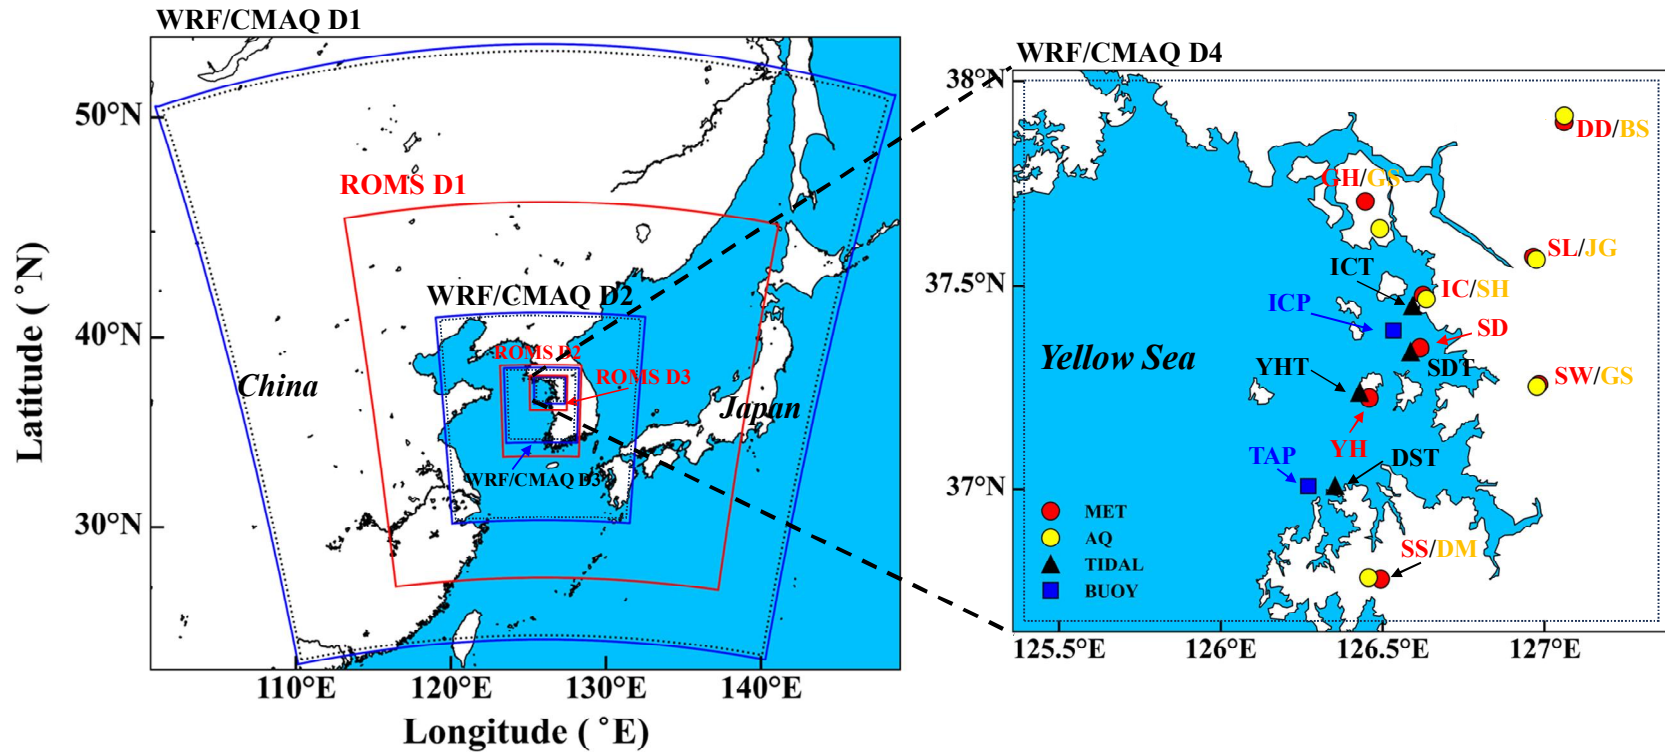 WRF/CMAQ D1
50°N
40°N
30°N
Latitude (˚N)
ROMS D1
WRF/CMAQ D2
ROMS D2
ROMS D3
China
Japan
WRF/CMAQ D3
110°E
120°E
130°E
140°E
Longitude (˚E)
WRF/CMAQ D4
38°N
37.5°N
37°N
DD/BS
GH/GS
SL/JG
ICT
IC/SH
ICP
SD
Yellow Sea
YHT
SDT
SW/GS
YH
TAP
DST
MET
AQ
TIDAL
BUOY
SS/DM
125.5°E
126°E
126.5°E
127°E